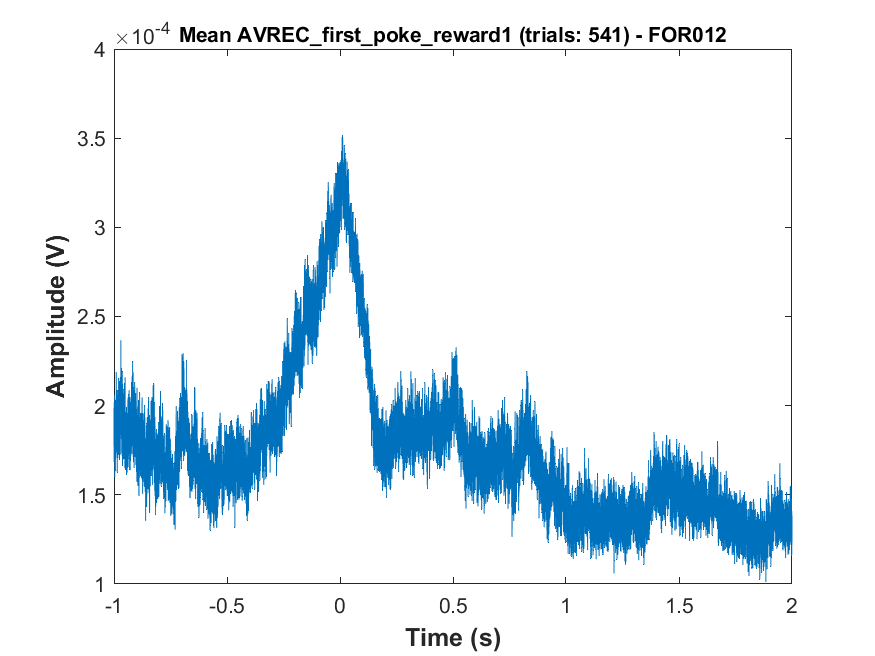 ×10-4 Mean AVREC_first_poke_reward1 (trials: 541) - FOR012
4
3.5
3
2.5
2
1.5
1
Amplitude (V)
-1 -0.5 0 0.5 1 1.5 2
Time (s)